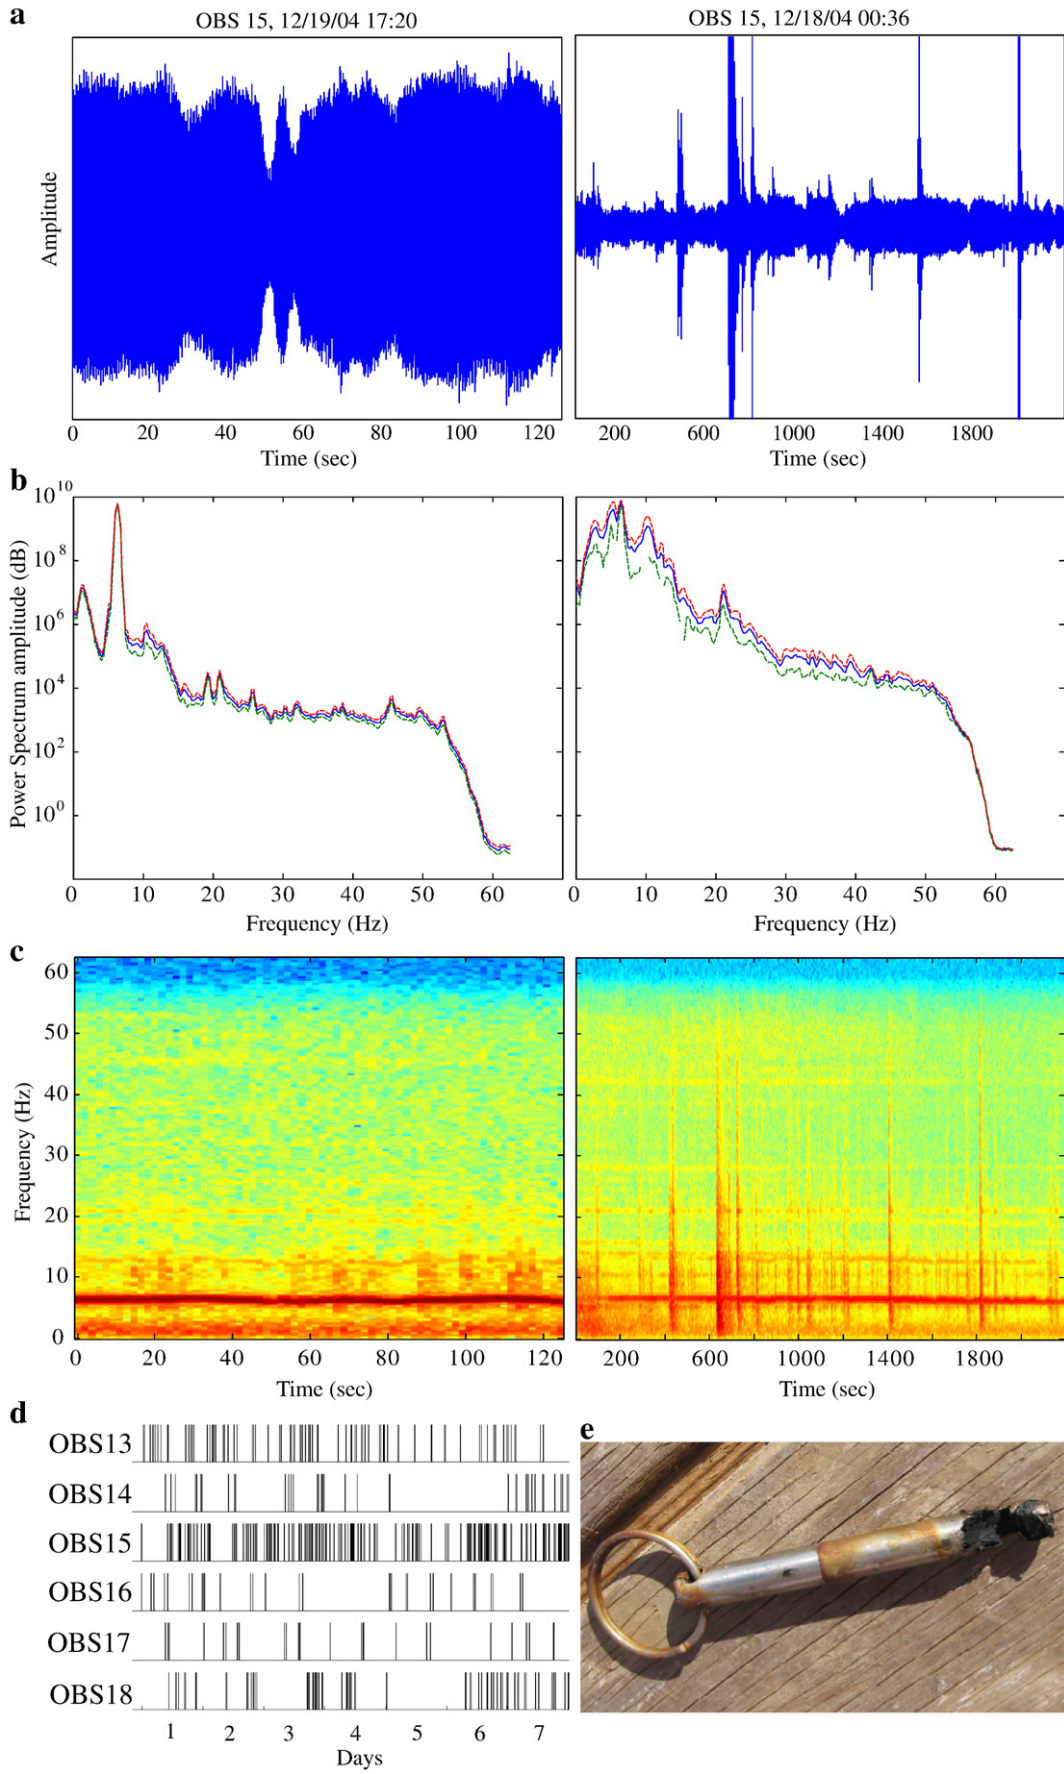 a
OBS 15, 12/19/04 17:20
OBS 15, 12/18/04 00:36
Amplitude
0 20 40 60 80 100 120
Time (sec)
200 600 1000 1400 1800
Time (sec)
b
Power Spectrum amplitude (dB)
10^10
10^8
10^6
10^4
10^2
10^0
0 10 20 30 40 50 60
Frequency (Hz)
0 10 20 30 40 50 60
Frequency (Hz)
c
Frequency (Hz)
60
50
40
30
20
10
0
0 20 40 60 80 100 120
Time (sec)
200 600 1000 1400 1800
Time (sec)
d
OBS13
OBS14
OBS15
OBS16
OBS17
OBS18
1 2 3 4 5 6 7
Days
e